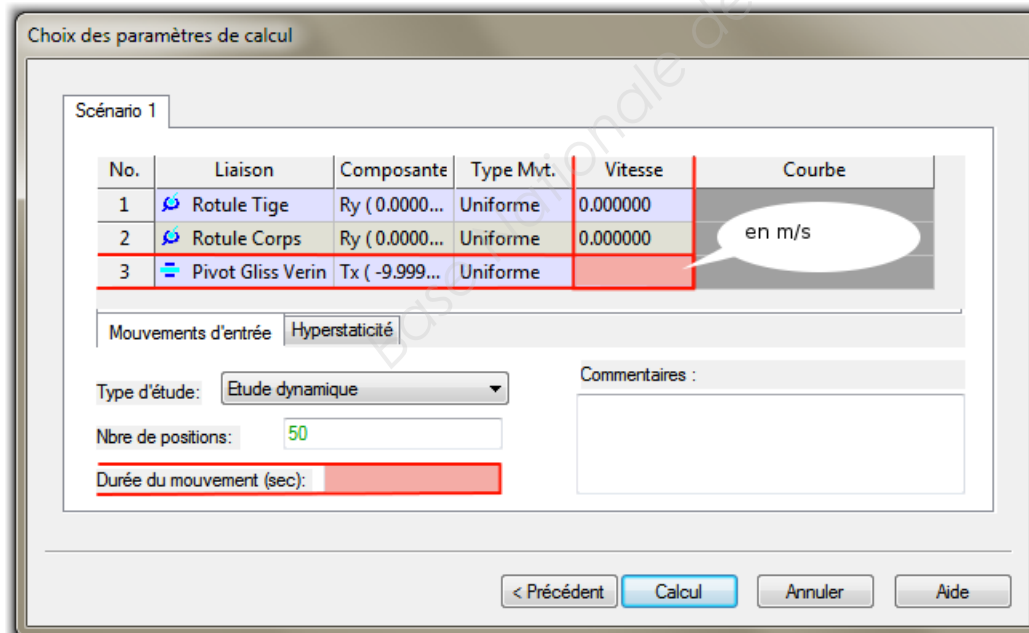 Choix des paramètres de calcul
Scénario 1
No. Liaison Composante Type Mvt. Vitesse Courbe
1 Rotule Tige Ry ( 0.0000... Uniforme 0.000000
2 Rotule Corps Ry ( 0.0000... Uniforme 0.000000
en m/s
3 Pivot Gliss Verin Tx ( -9.999... Uniforme
Mouvements d'entrée Hyperstaticité
Type d'étude: Etude dynamique
Commentaires :
Nbre de positions: 50
Durée du mouvement (sec):
< Précédent Calcul Annuler Aide
Base Nationale de